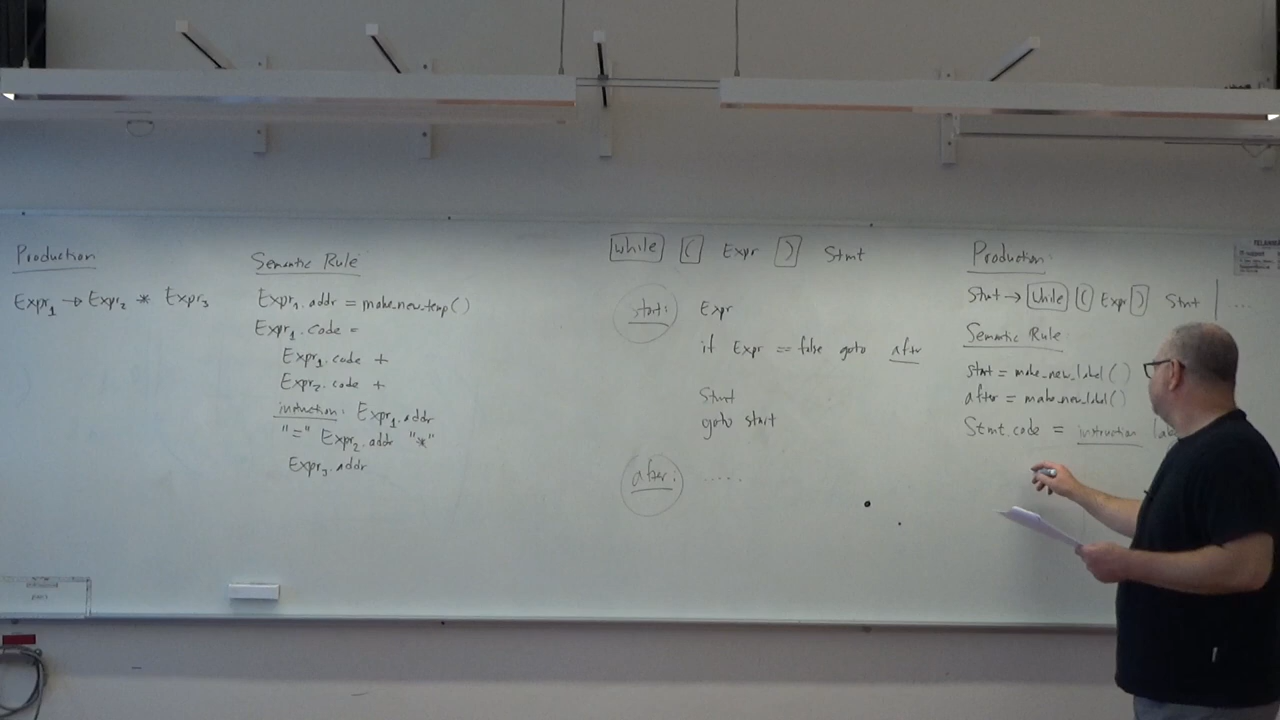 Production
Expr₁ → Expr₂ * Expr₃
Semantic Rule
Expr₁.addr = make_new_temp()
Expr₁.code =
Expr₁.code +
Expr₂.code +
instruction: Expr₁.addr
"=" Expr₂.addr "*"
Expr₃.addr
while ( Expr ) Stmt
start: Expr
if Expr == false goto after
Stmt
goto start
after: .....
Production:
Stmt → while ( Expr ) Stmt | ...
Semantic Rule
start = make_new_label()
after = make_new_label()
Stmt.code = instruction